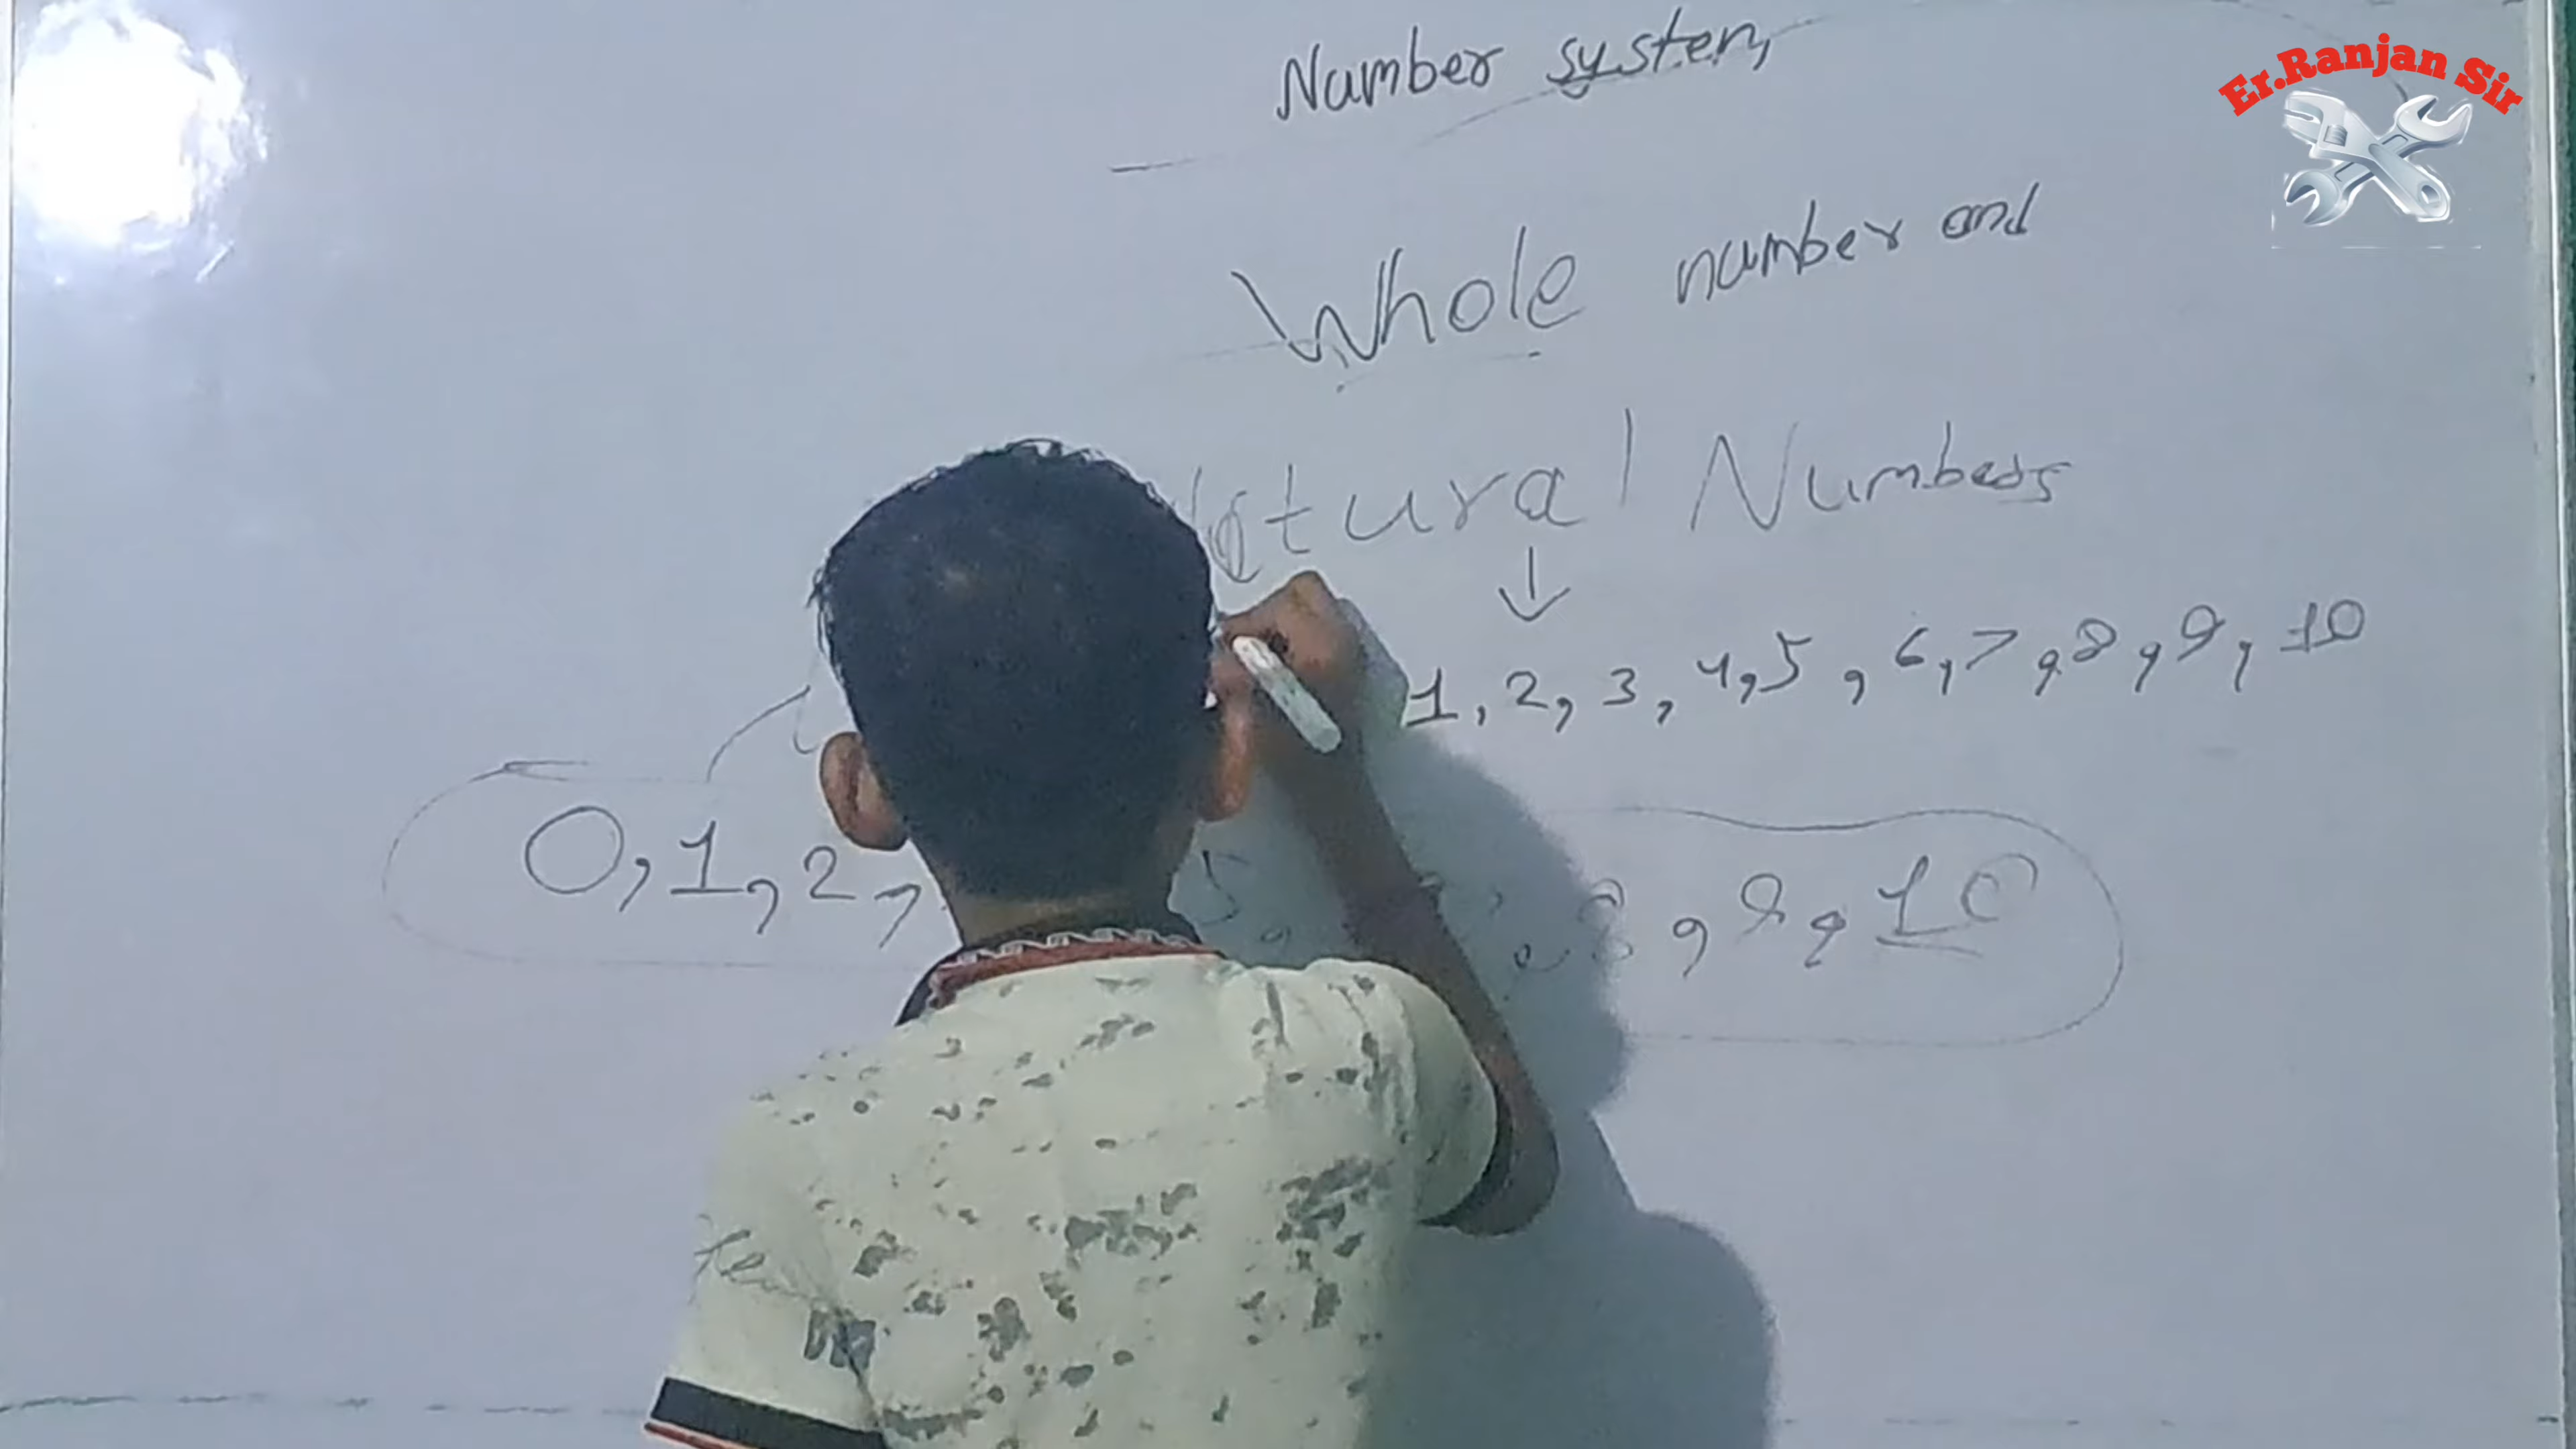 Number system
Er.Ranjan Sir
Whole number and
Natural Numbers
1, 2, 3, 4, 5, 6, 7, 8, 9, 10
0, 1, 2, 5, 8, 9, 10